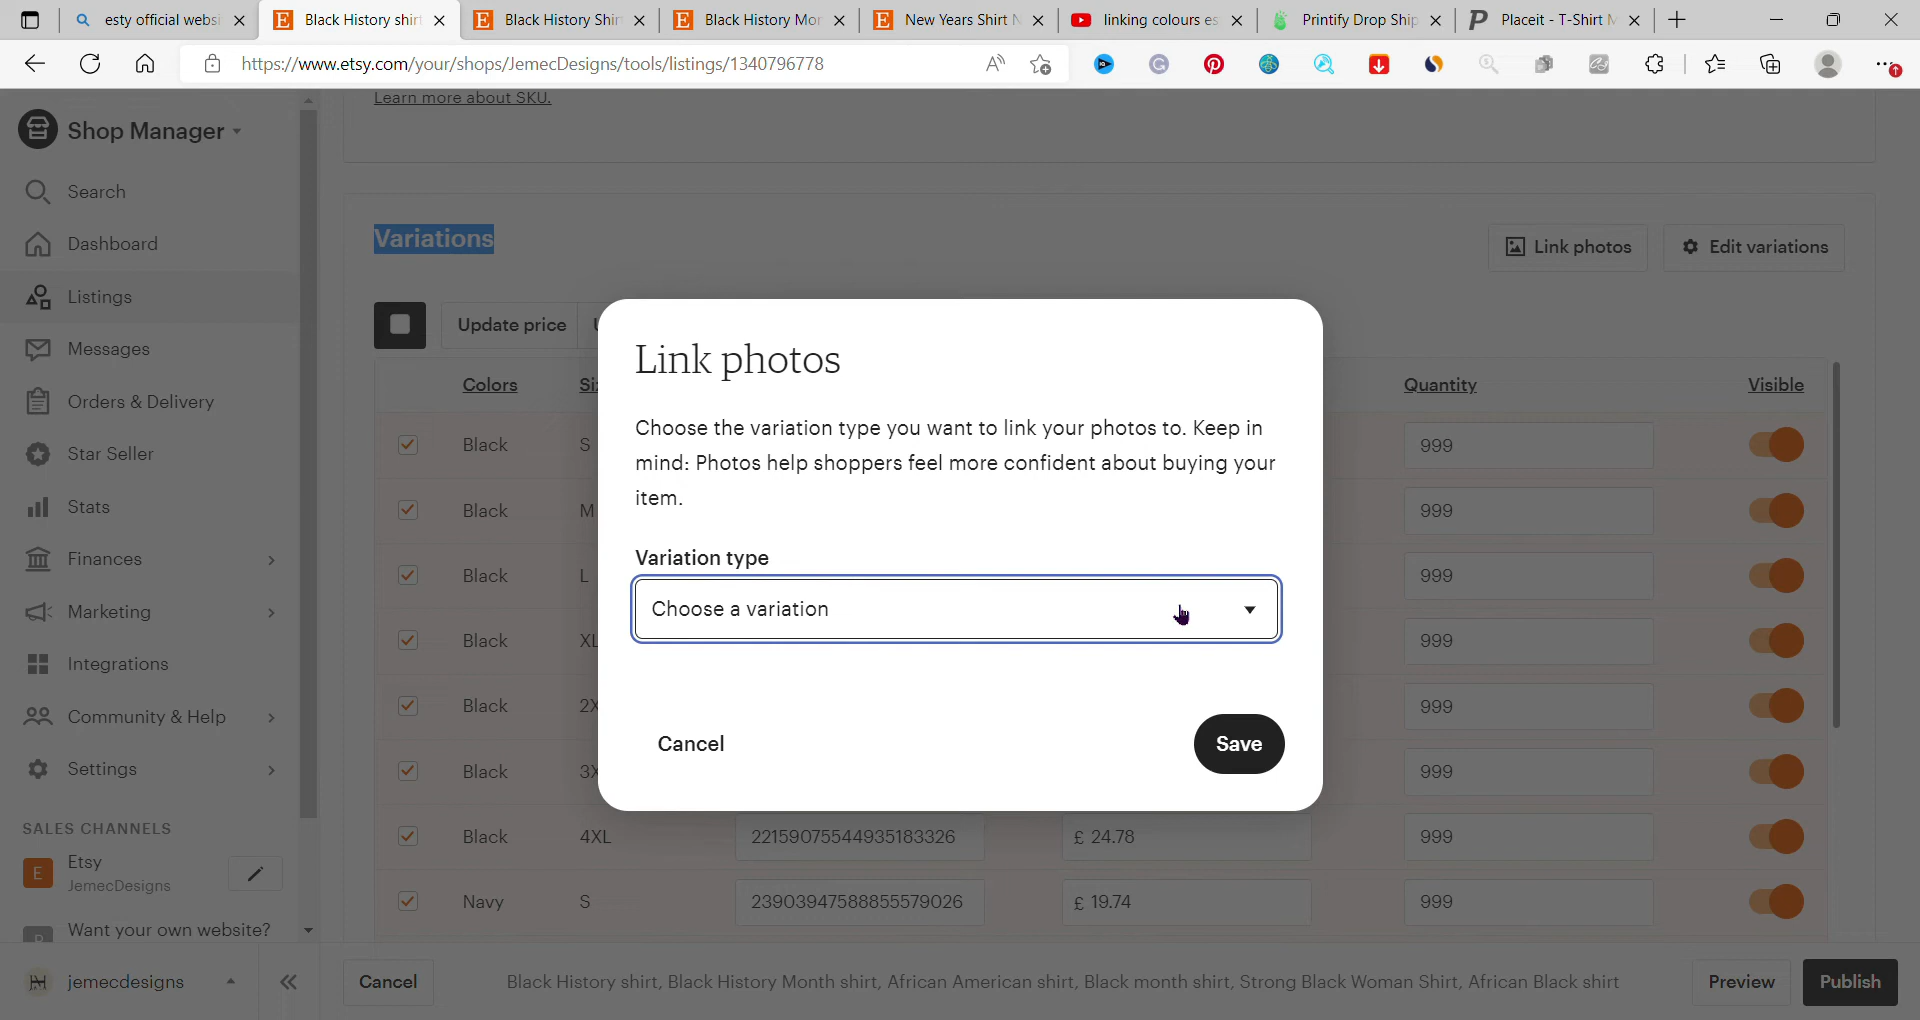 esty official websi
Black History shirt
Black History Shir
Black History Mor
New Years Shirt N
linking colours es
Printify Drop Ship
Placeit - T-Shirt M
https://www.etsy.com/your/shops/JemecDesigns/tools/listings/1340796778
Learn more about SKU.
Shop Manager
Search
Dashboard
Listings
Messages
Orders & Delivery
Star Seller
Stats
Finances
Marketing
Integrations
Community & Help
Settings
SALES CHANNELS
E Etsy
JemecDesigns
Want your own website?
jemecdesigns
Variations
Link photos
Edit variations
Update price
Colors
Quantity
Visible
Black S 999
Black M 999
Black L 999
Black XL 999
Black 2X 999
Black 3X 999
Black 4XL 22159075544935183326 £ 24.78 999
Navy S 23903947588855579026 £ 19.74 999
Link photos
Choose the variation type you want to link your photos to. Keep in
mind: Photos help shoppers feel more confident about buying your
item.
Variation type
Choose a variation
Cancel
Save
Cancel
Black History shirt, Black History Month shirt, African American shirt, Black month shirt, Strong Black Woman Shirt, African Black shirt
Preview
Publish